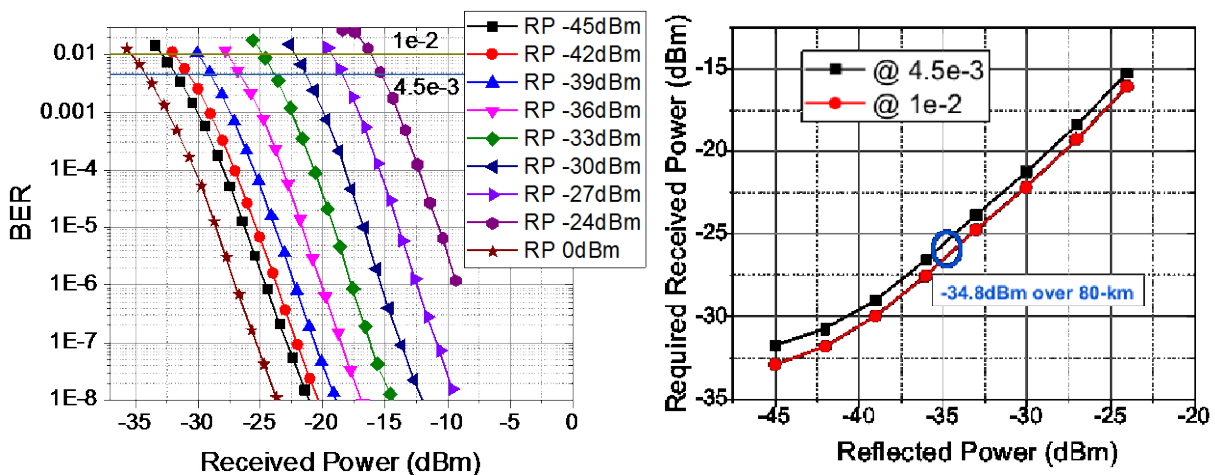 BER
0.01
0.001
1E-4
1E-5
1E-6
1E-7
1E-8
1e-2
4.5e-3
-35 -30 -25 -20 -15 -10 -5 0
Received Power (dBm)
RP -45dBm
RP -42dBm
RP -39dBm
RP -36dBm
RP -33dBm
RP -30dBm
RP -27dBm
RP -24dBm
RP 0dBm
Required Received Power (dBm)
-15
-20
-25
-30
-35
@ 4.5e-3
@ 1e-2
-34.8dBm over 80-km
-45 -40 -35 -30 -25 -20
Reflected Power (dBm)